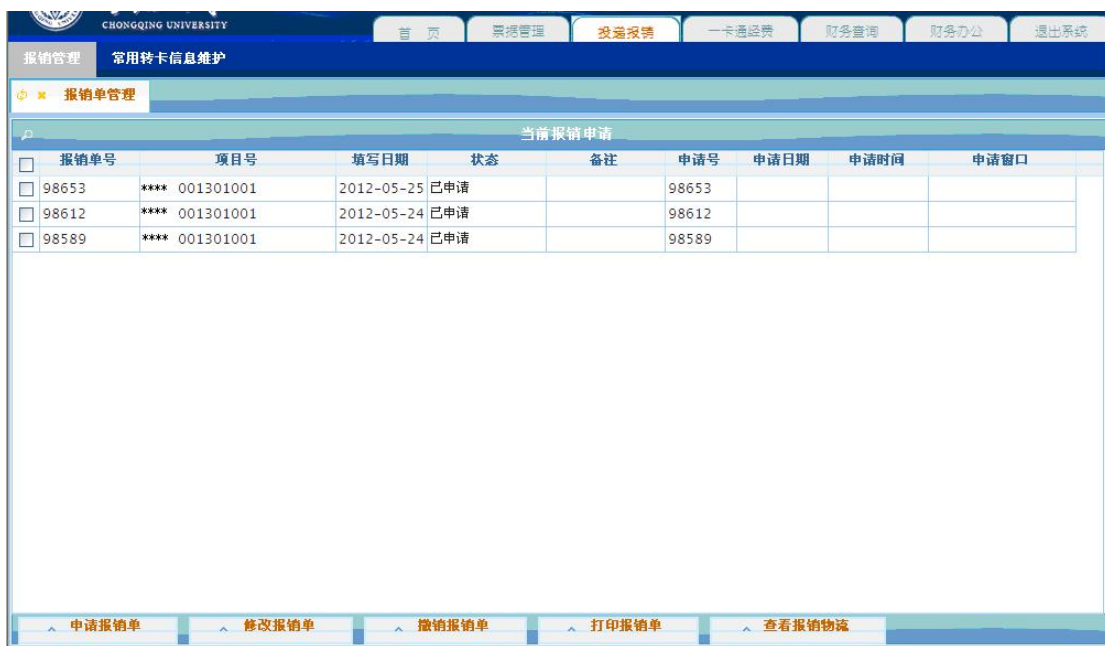 CHONGQING UNIVERSITY
首 页 票据管理 投递报销 一卡通经费 财务查询 财务办公 退出系统
报销管理 常用转卡信息维护
报销单管理
当前报销申请
报销单号 项目号 填写日期 状态 备注 申请号 申请日期 申请时间 申请窗口
98653 **** 001301001 2012-05-25 已申请 98653
98612 **** 001301001 2012-05-24 已申请 98612
98589 **** 001301001 2012-05-24 已申请 98589
申请报销单 修改报销单 撤销报销单 打印报销单 查看报销物流